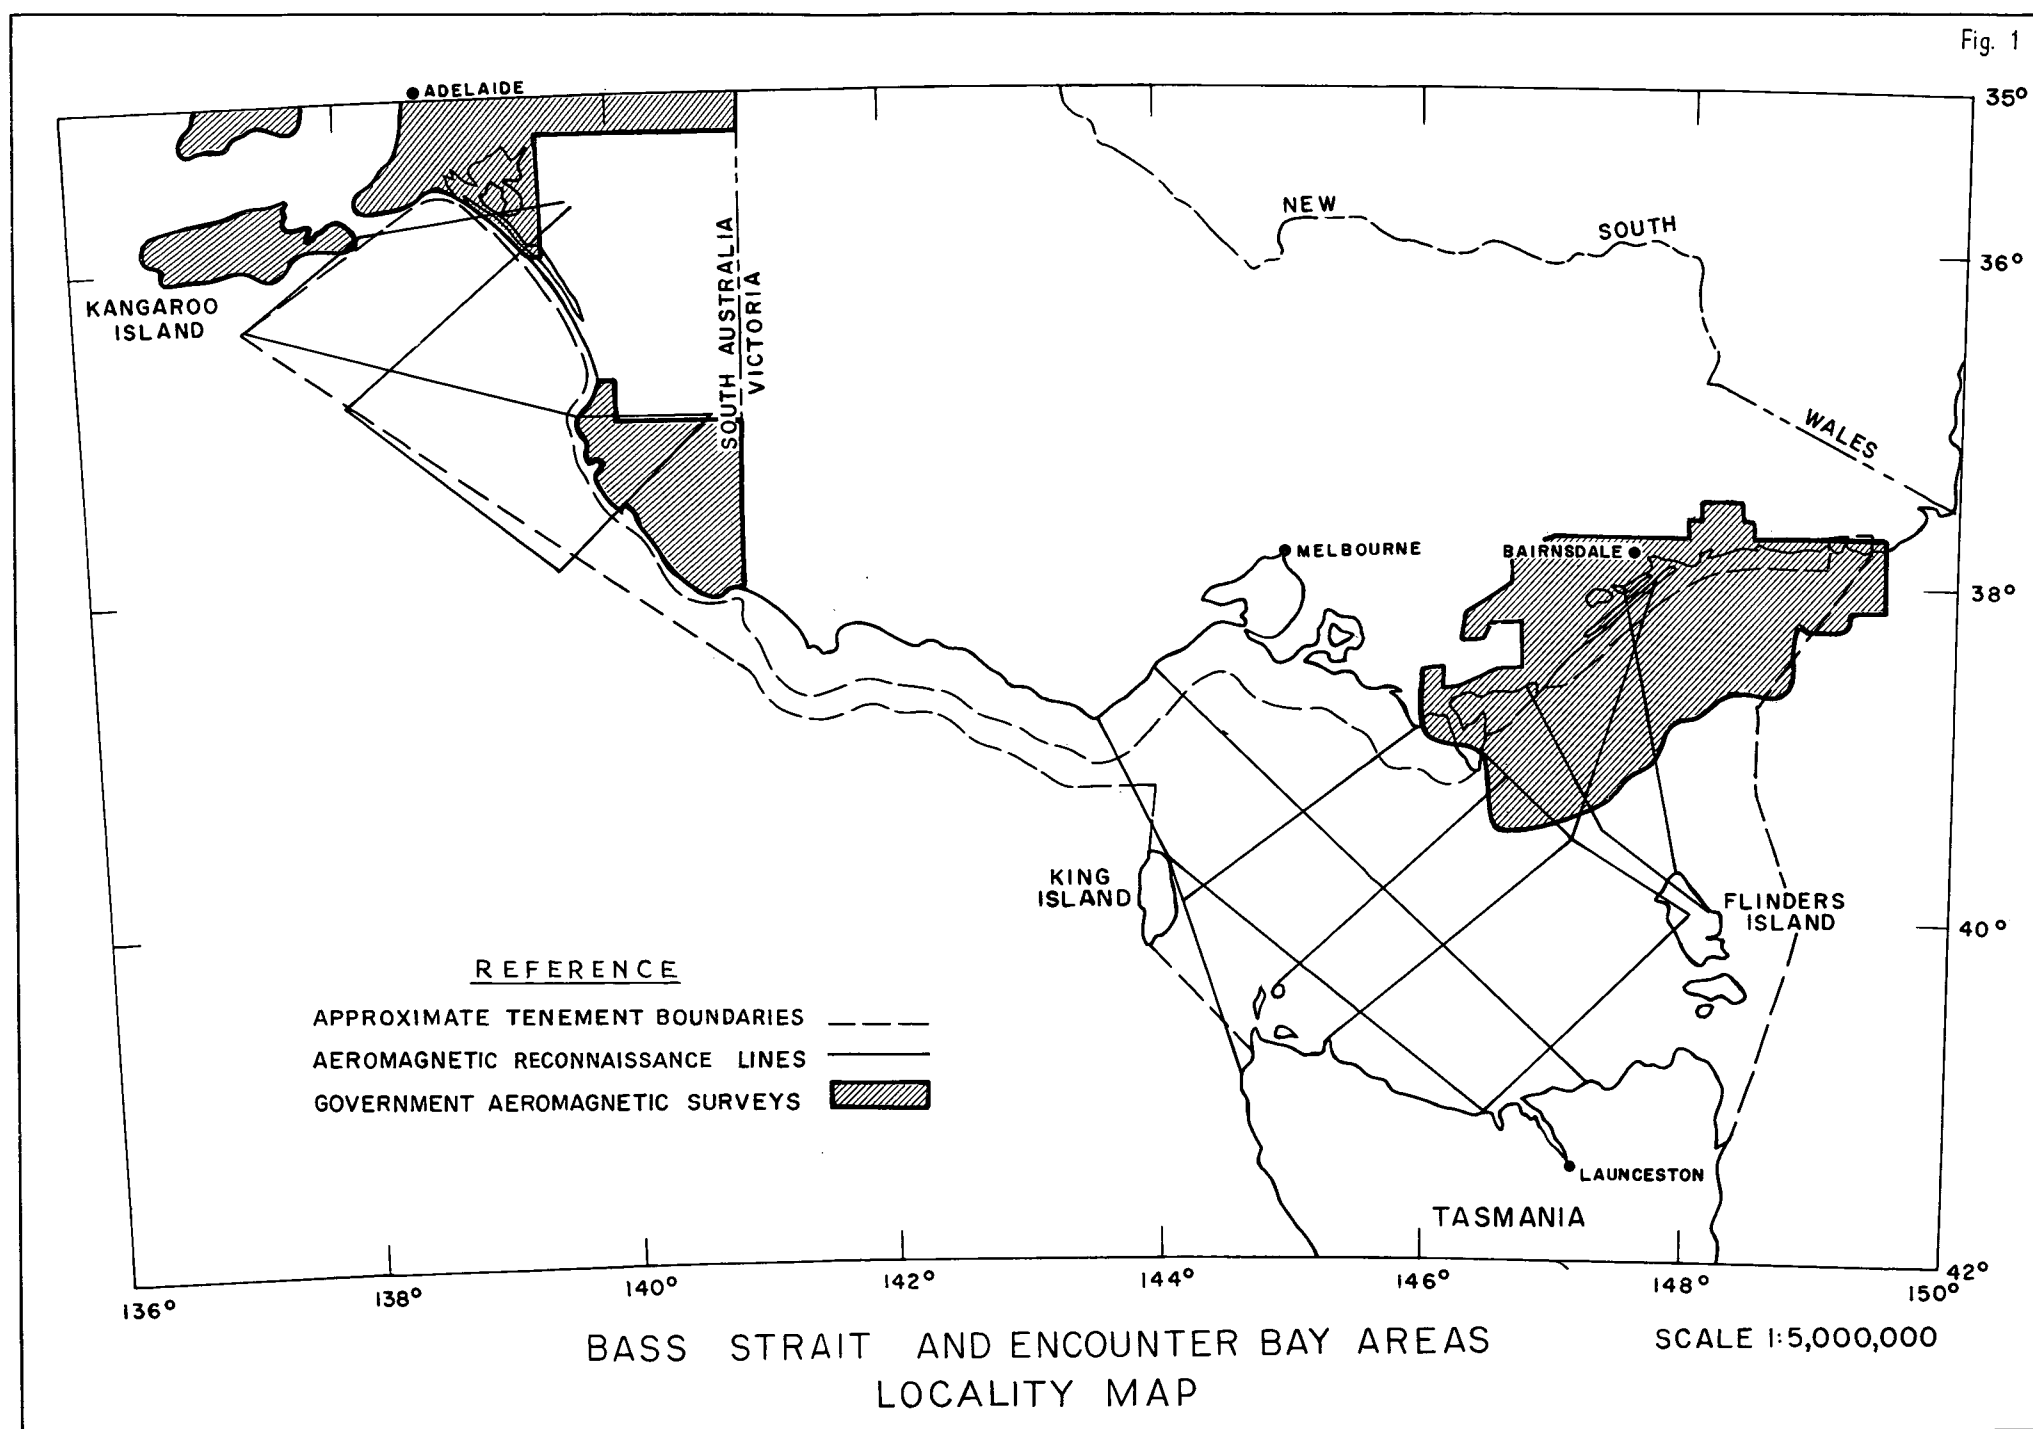 Fig. 1
ADELAIDE
35°
NEW
SOUTH
36°
KANGAROO
ISLAND
SOUTH AUSTRALIA
VICTORIA
WALES
MELBOURNE
BAIRNSDALE
38°
KING
ISLAND
FLINDERS
ISLAND
40°
REFERENCE
APPROXIMATE TENEMENT BOUNDARIES
AEROMAGNETIC RECONNAISSANCE LINES
GOVERNMENT AEROMAGNETIC SURVEYS
LAUNCESTON
TASMANIA
42°
136°
138°
140°
142°
144°
146°
148°
150°
BASS STRAIT AND ENCOUNTER BAY AREAS
SCALE 1:5,000,000
LOCALITY MAP